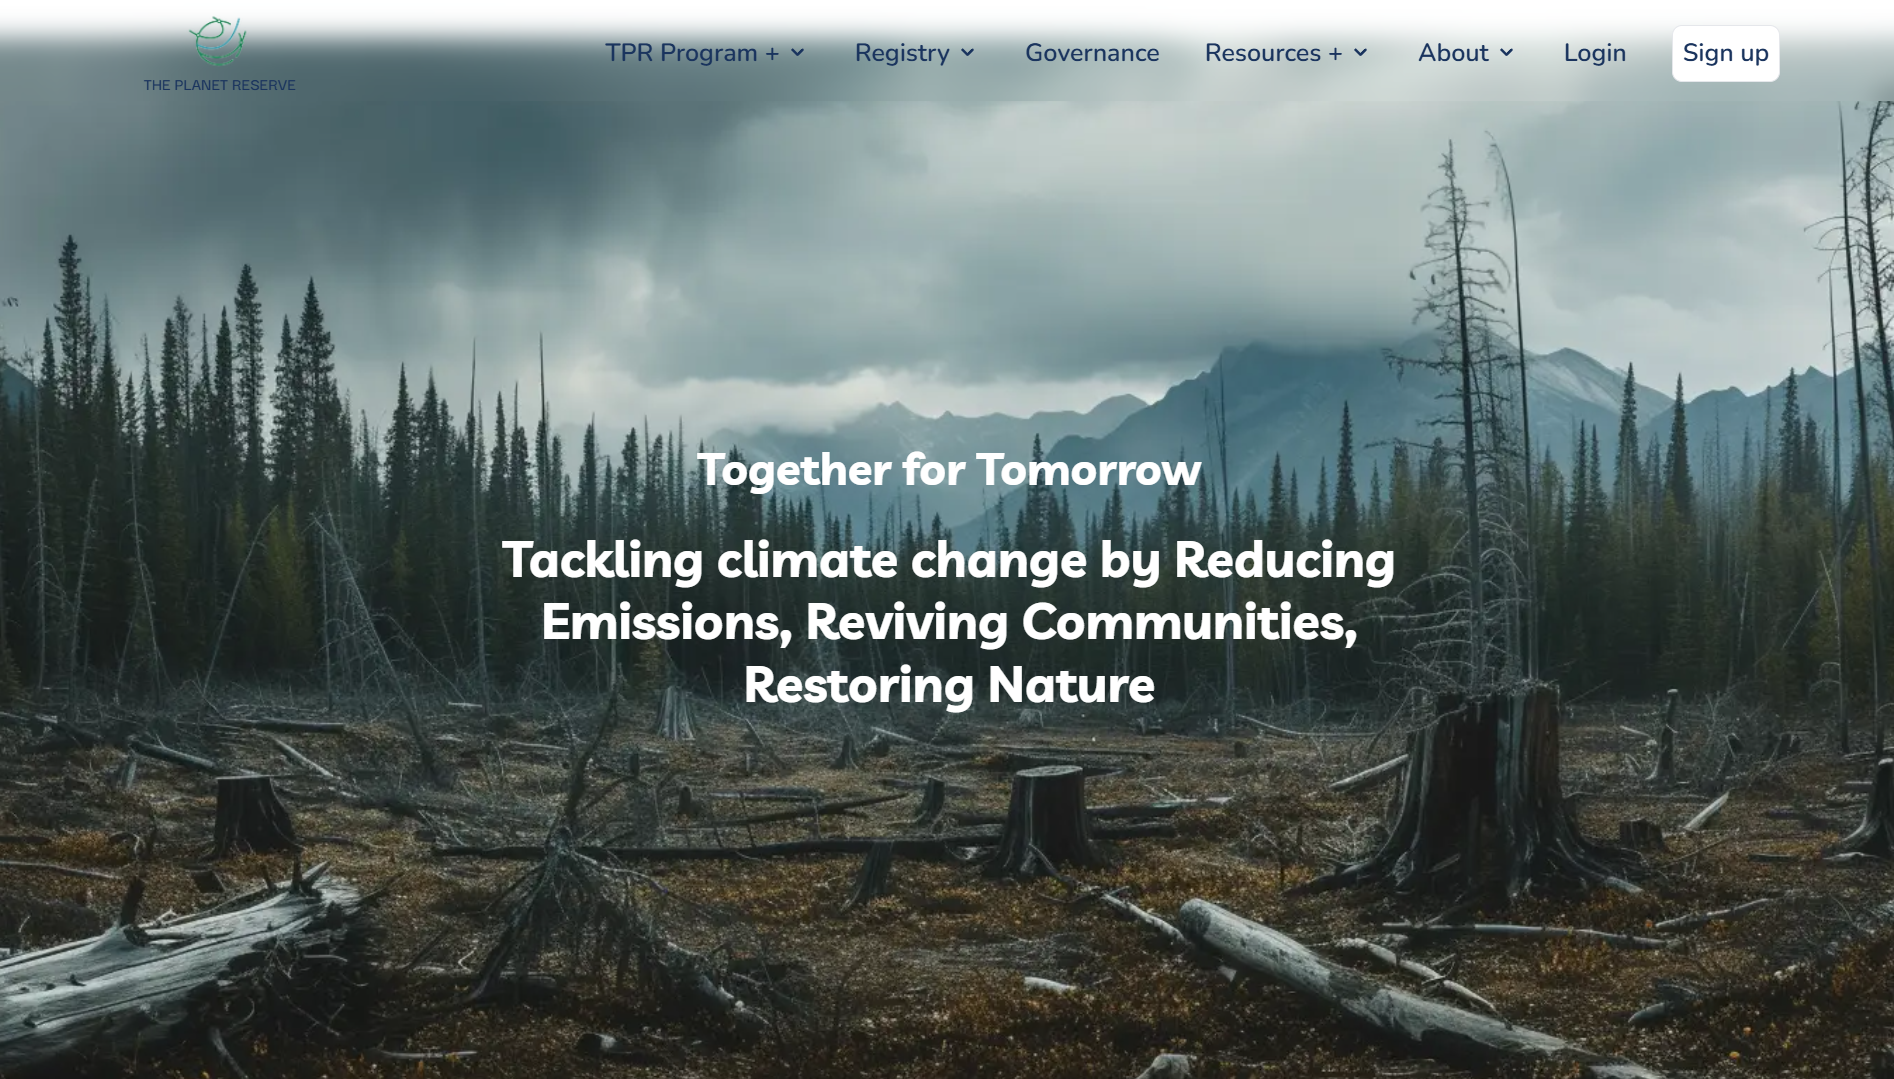 THE PLANET RESERVE
TPR Program +
Registry
Governance
Resources +
About
Login
Sign up
Together for Tomorrow
Tackling climate change by Reducing
Emissions, Reviving Communities,
Restoring Nature